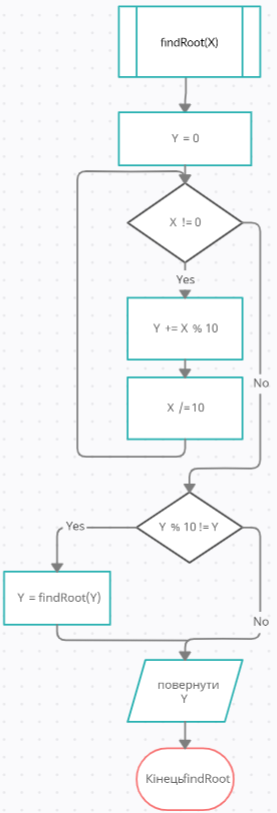 findRoot(X)
Y = 0
X != 0
Yes
Y += X % 10
X /=10
No
Y % 10 != Y
Yes
Y = findRoot(Y)
No
повернути
Y
КінецьfindRoot